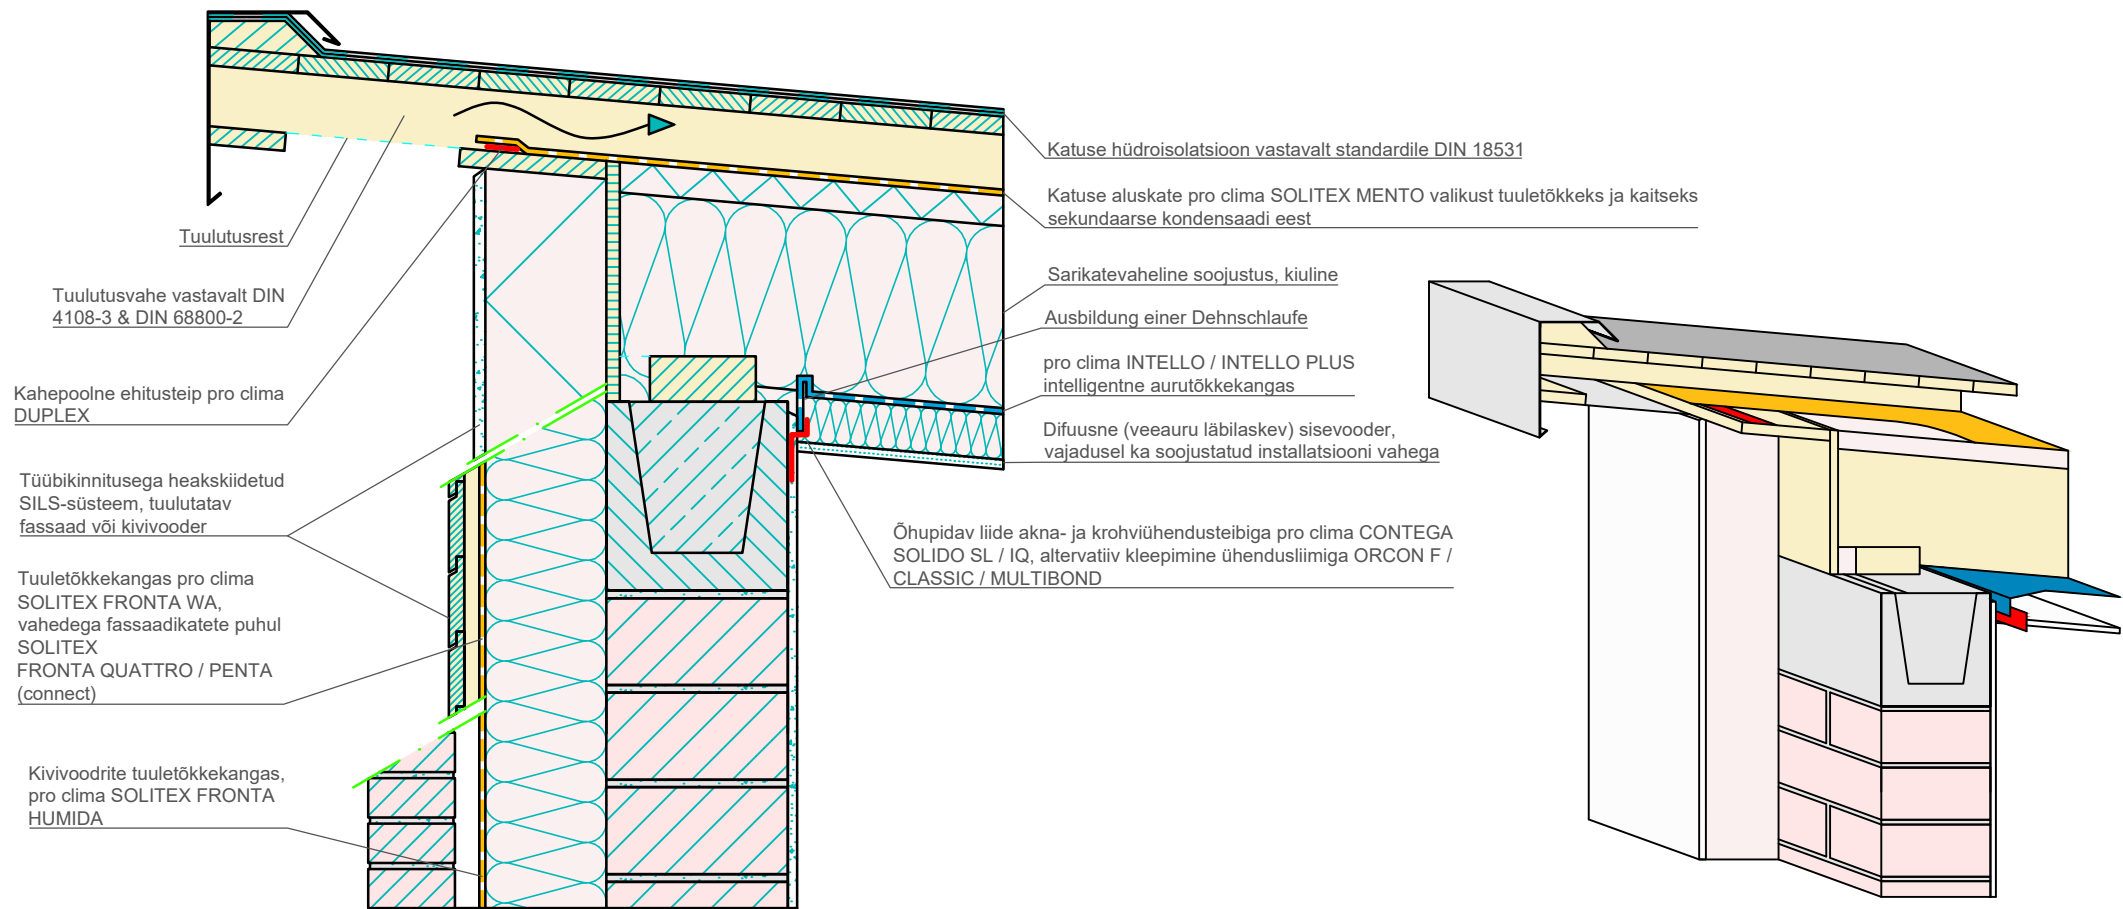 Tuulutusrest
Tuulutusvahe vastavalt DIN
4108-3 & DIN 68800-2
Kahepoolne ehitusteip pro clima
DUPLEX
Tüübikinnitusega heakskiidetud
SILS-süsteem, tuulutatav
fassaad või kivivooder
Tuuletõkkekangas pro clima
SOLITEX FRONTA WA,
vahedega fassaadikatete puhul
SOLITEX
FRONTA QUATTRO / PENTA
(connect)
Kivivoodrite tuuletõkkekangas,
pro clima SOLITEX FRONTA
HUMIDA
Katuse hüdroisolatsioon vastavalt standardile DIN 18531
Katuse aluskate pro clima SOLITEX MENTO valikust tuuletõkkeks ja kaitseks
sekundaarse kondensaadi eest
Sarikatevaheline soojustus, kiuline
Ausbildung einer Dehnschlaufe
pro clima INTELLO / INTELLO PLUS
intelligentne aurutõkkekangas
Difuusne (veeauru läbilaskev) sisevooder,
vajadusel ka soojustatud installatsiooni vahega
Õhupidav liide akna- ja krohviühendusteibiga pro clima CONTEGA
SOLIDO SL / IQ, altervatiiv kleepimine ühendusliimiga ORCON F /
CLASSIC / MULTIBOND